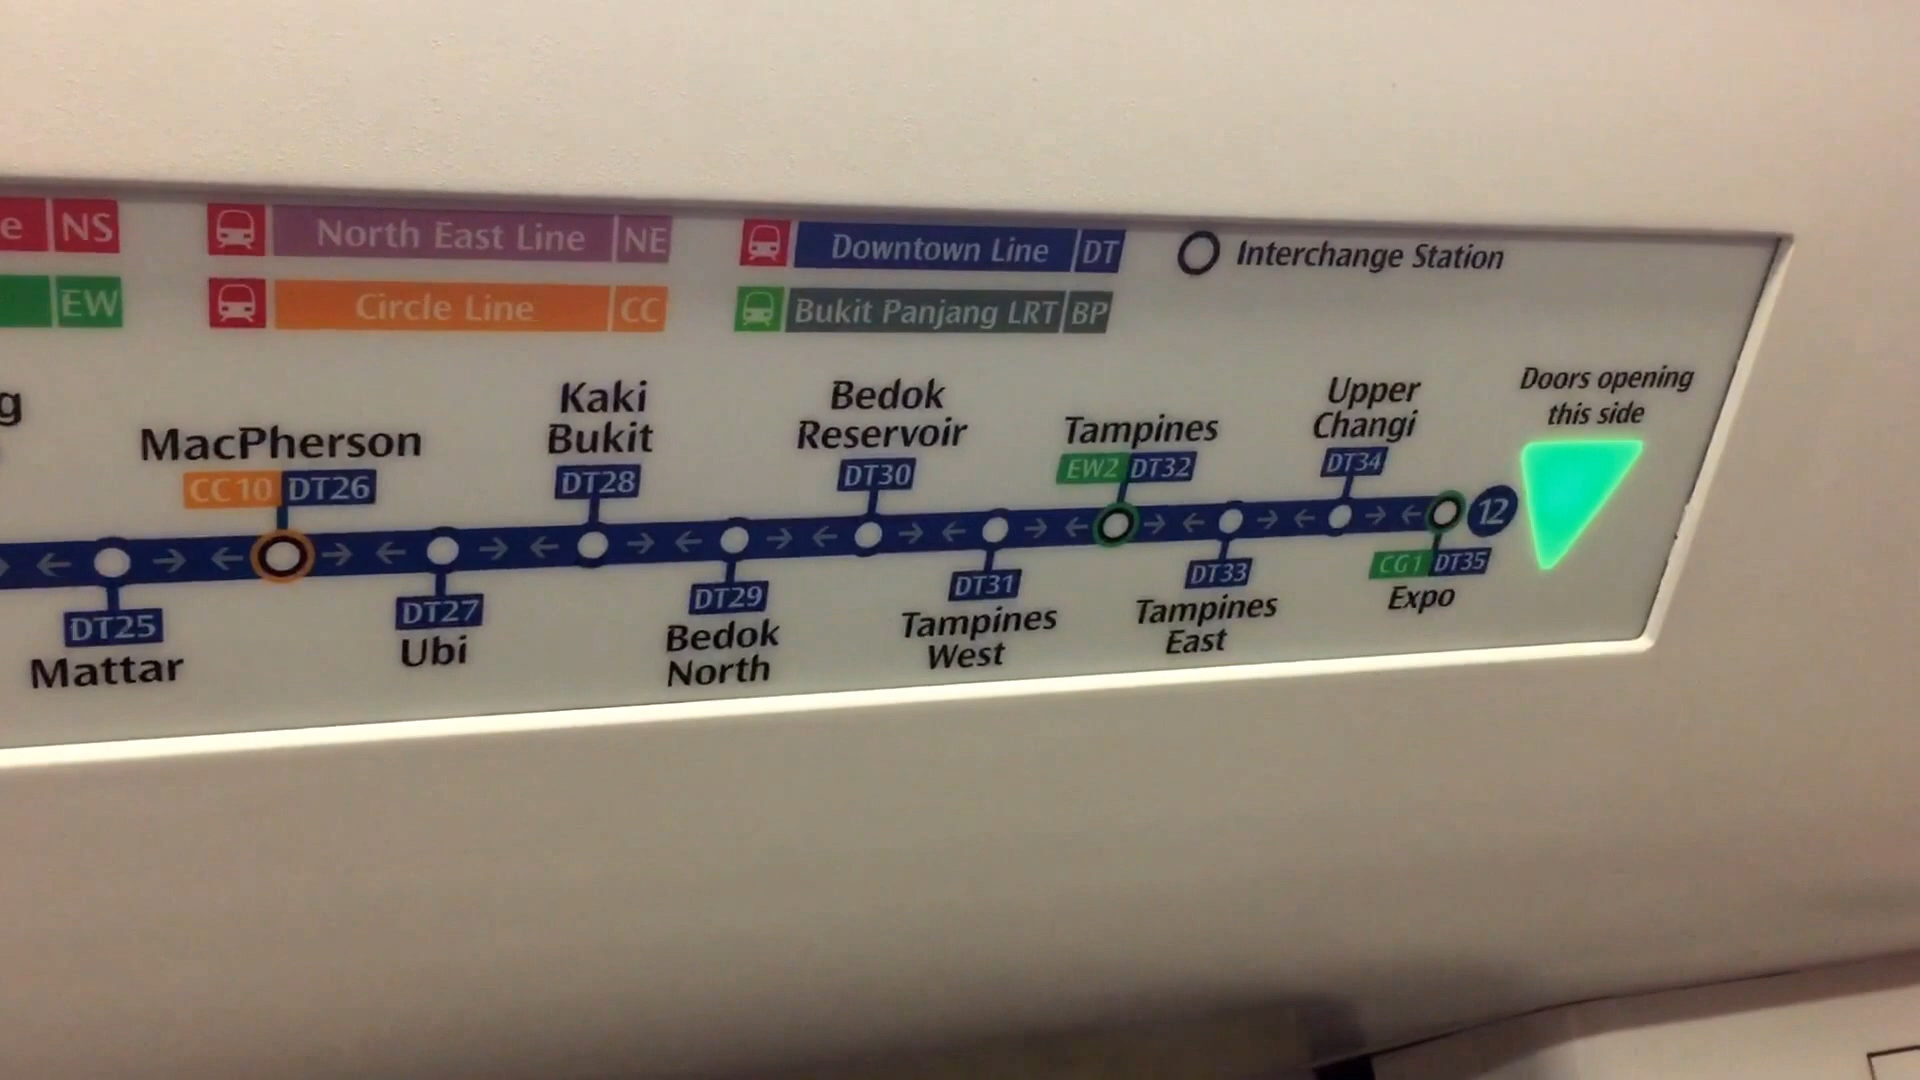 e NS
North East Line NE
Downtown Line DT
Interchange Station
EW
Circle Line CC
Bukit Panjang LRT BP
Doors opening
this side
g
MacPherson
CC10 DT26
Kaki
Bukit
DT28
Bedok
Reservoir
DT30
Tampines
EW2 DT32
Upper
Changi
DT34
12
DT25
Mattar
DT27
Ubi
DT29
Bedok
North
DT31
Tampines
West
DT33
Tampines
East
CG1 DT35
Expo